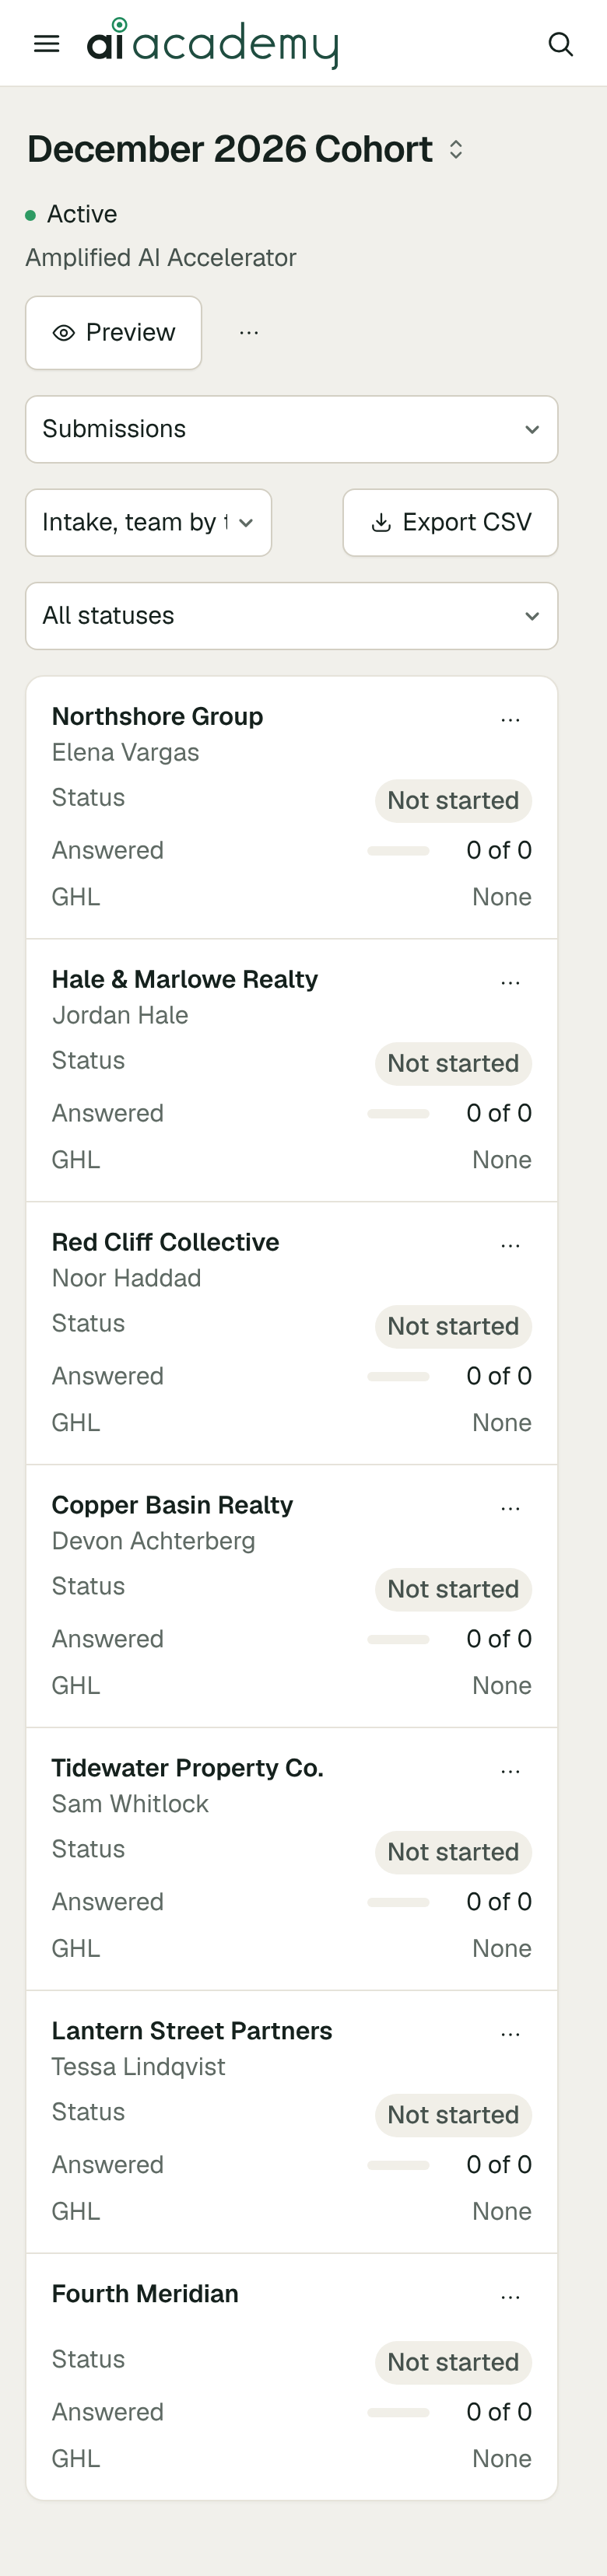 ai academy
December 2026 Cohort
Active
Amplified AI Accelerator
Preview
Submissions
Intake, team by
Export CSV
All statuses
Northshore Group
Elena Vargas
Status Not started
Answered 0 of 0
GHL None
Hale & Marlowe Realty
Jordan Hale
Status Not started
Answered 0 of 0
GHL None
Red Cliff Collective
Noor Haddad
Status Not started
Answered 0 of 0
GHL None
Copper Basin Realty
Devon Achterberg
Status Not started
Answered 0 of 0
GHL None
Tidewater Property Co.
Sam Whitlock
Status Not started
Answered 0 of 0
GHL None
Lantern Street Partners
Tessa Lindqvist
Status Not started
Answered 0 of 0
GHL None
Fourth Meridian
Status Not started
Answered 0 of 0
GHL None